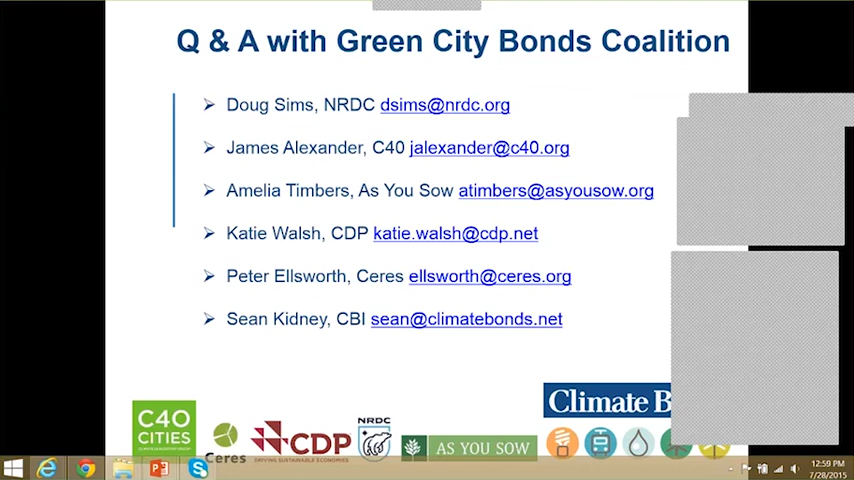 Q & A with Green City Bonds Coalition
Doug Sims, NRDC dsims@nrdc.org
James Alexander, C40 jalexander@c40.org
Amelia Timbers, As You Sow atimbers@asyousow.org
Katie Walsh, CDP katie.walsh@cdp.net
Peter Ellsworth, Ceres ellsworth@ceres.org
Sean Kidney, CBI sean@climatebonds.net
C40
CITIES
Ceres
CDP
DRIVING SUSTAINABLE ECONOMIES
NRDC
AS YOU SOW
Climate B
12:59 PM
7/28/2015